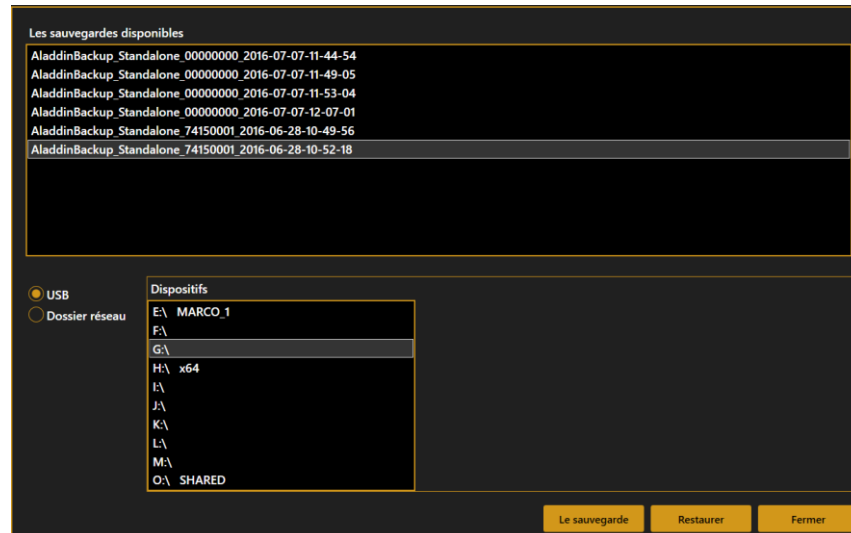 Les sauvegardes disponibles
AladdinBackup_Standalone_00000000_2016-07-07-11-44-54
AladdinBackup_Standalone_00000000_2016-07-07-11-49-05
AladdinBackup_Standalone_00000000_2016-07-07-11-53-04
AladdinBackup_Standalone_00000000_2016-07-07-12-07-01
AladdinBackup_Standalone_74150001_2016-06-28-10-49-56
AladdinBackup_Standalone_74150001_2016-06-28-10-52-18
USB
Dossier réseau
Dispositifs
E:\ MARCO_1
F:\
G:\
H:\ x64
I:\
J:\
K:\
L:\
M:\
O:\ SHARED
Le sauvegarde Restaurer Fermer